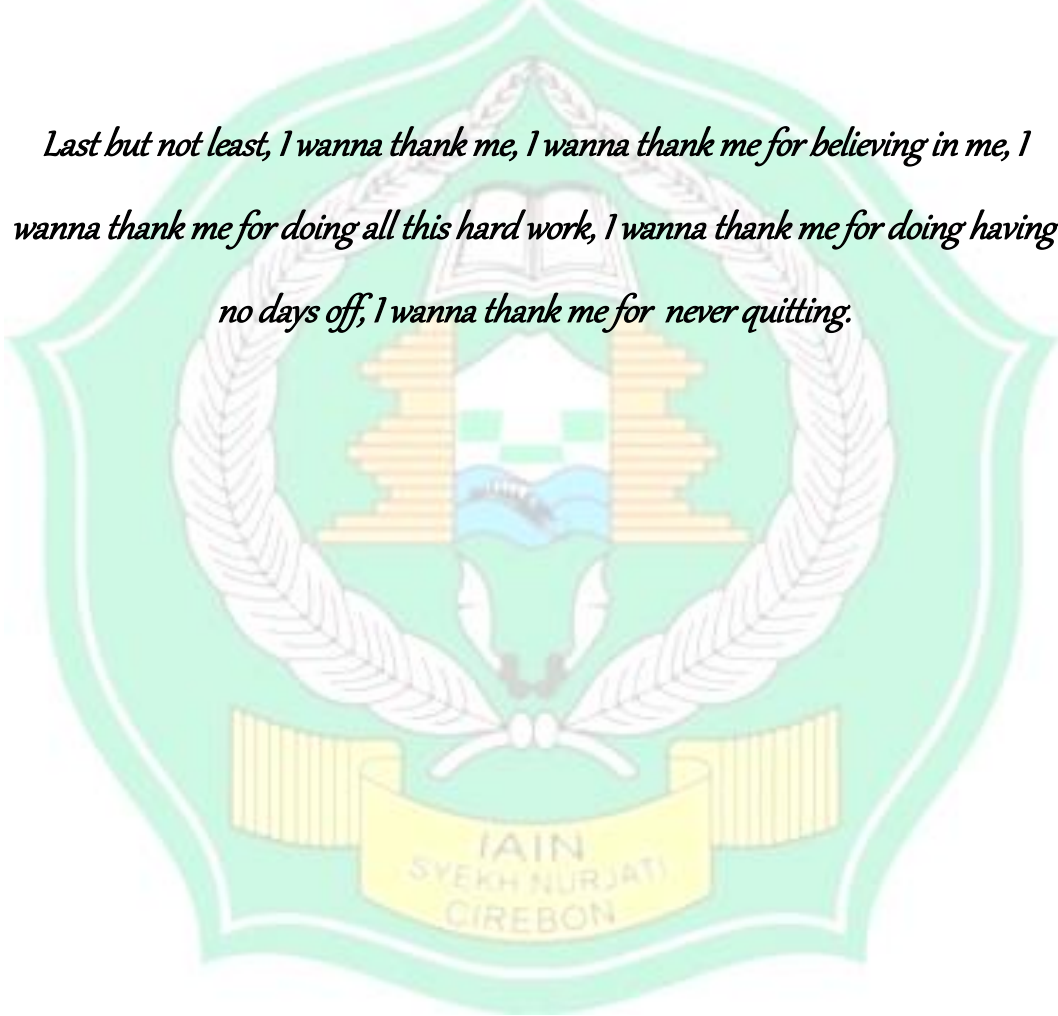 Last but not least, I wanna thank me, I wanna thank me for believing in me, I
wanna thank me for doing all this hard work, I wanna thank me for doing having
no days off, I wanna thank me for never quitting.
IAIN
SYEKH NURJATI
CIREBON